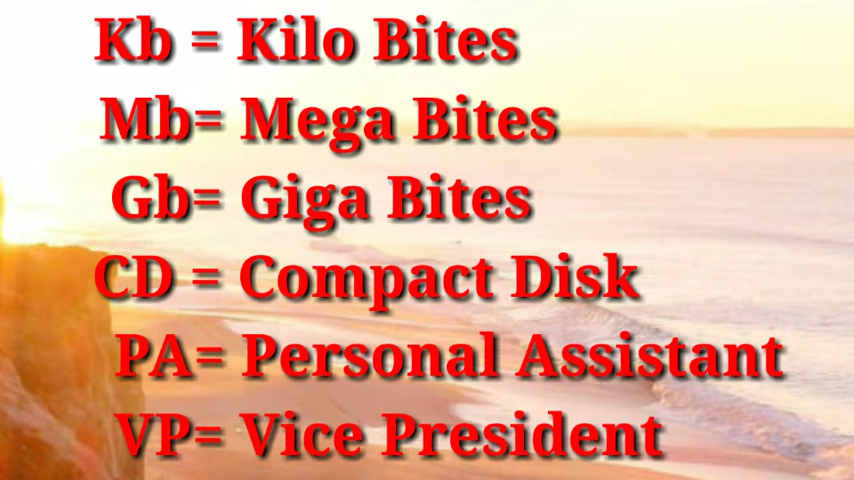 Kb = Kilo Bites
Mb= Mega Bites
Gb= Giga Bites
CD = Compact Disk
PA= Personal Assistant
VP= Vice President